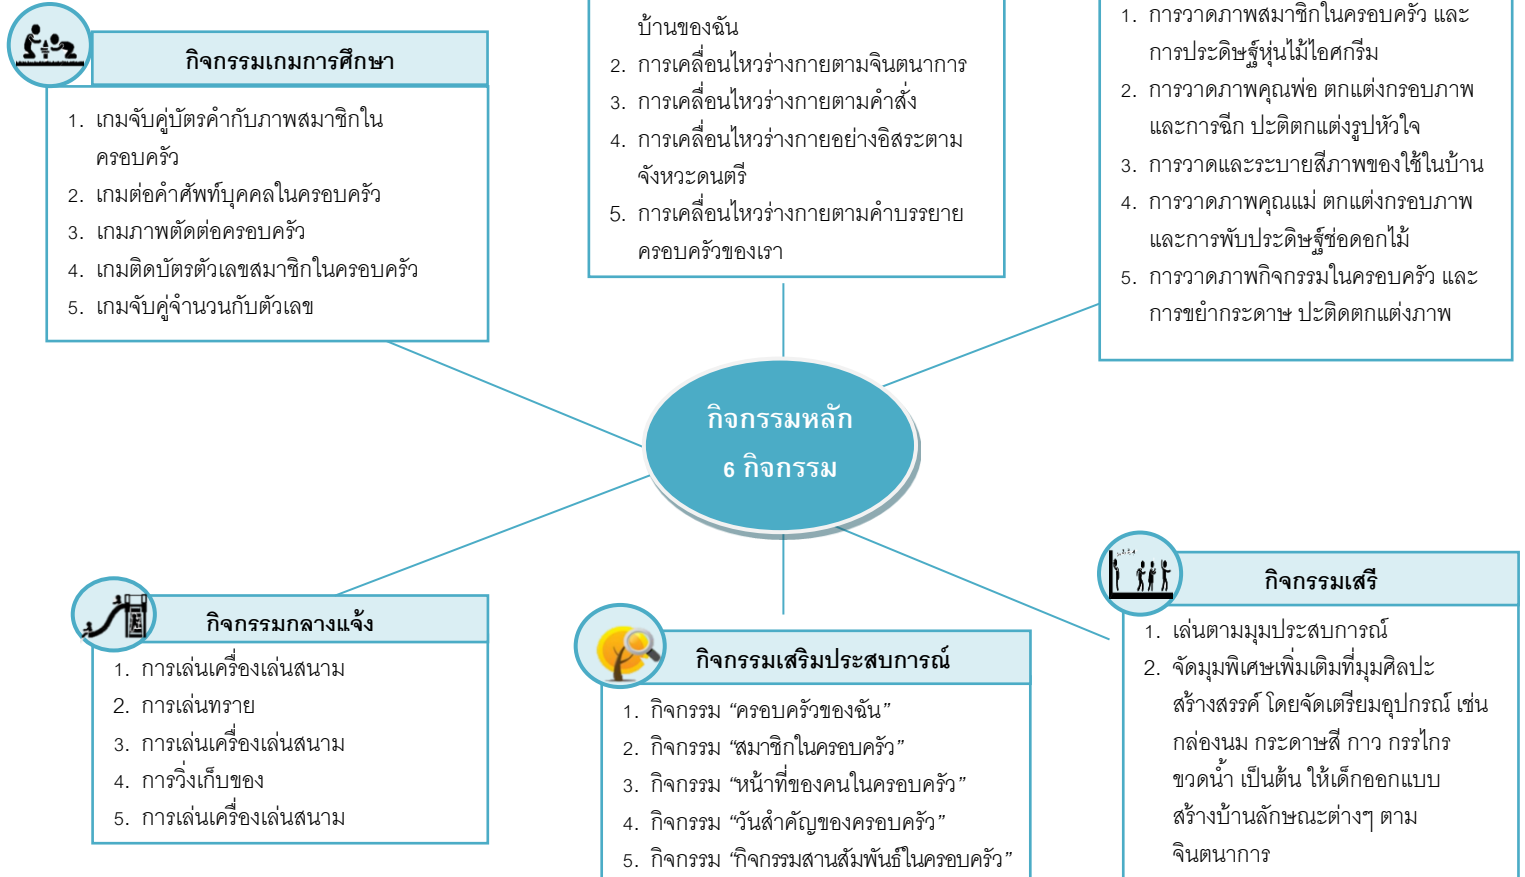 กิจกรรมเกมการศึกษา
1. เกมจับคู่บัตรคำกับภาพสมาชิกใน
ครอบครัว
2. เกมต่อคำศัพท์บุคคลในครอบครัว
3. เกมภาพตัดต่อครอบครัว
4. เกมติดบัตรตัวเลขสมาชิกในครอบครัว
5. เกมจับคู่จำนวนกับตัวเลข
บ้านของฉัน
2. การเคลื่อนไหวร่างกายตามจินตนาการ
3. การเคลื่อนไหวร่างกายตามคำสั่ง
4. การเคลื่อนไหวร่างกายอย่างอิสระตาม
จังหวะดนตรี
5. การเคลื่อนไหวร่างกายตามคำบรรยาย
ครอบครัวของเรา
1. การวาดภาพสมาชิกในครอบครัว และ
การประดิษฐ์หุ่นไม้ไอศกรีม
2. การวาดภาพคุณพ่อ ตกแต่งกรอบภาพ
และการฉีก ปะติตกแต่งรูปหัวใจ
3. การวาดและระบายสีภาพของใช้ในบ้าน
4. การวาดภาพคุณแม่ ตกแต่งกรอบภาพ
และการพับประดิษฐ์ช่อดอกไม้
5. การวาดภาพกิจกรรมในครอบครัว และ
การขยำกระดาษ ปะติดตกแต่งภาพ
กิจกรรมหลัก
6 กิจกรรม
กิจกรรมกลางแจ้ง
1. การเล่นเครื่องเล่นสนาม
2. การเล่นทราย
3. การเล่นเครื่องเล่นสนาม
4. การวิ่งเก็บของ
5. การเล่นเครื่องเล่นสนาม
กิจกรรมเสริมประสบการณ์
1. กิจกรรม “ครอบครัวของฉัน”
2. กิจกรรม “สมาชิกในครอบครัว”
3. กิจกรรม “หน้าที่ของคนในครอบครัว”
4. กิจกรรม “วันสำคัญของครอบครัว”
5. กิจกรรม “กิจกรรมสานสัมพันธ์ในครอบครัว”
กิจกรรมเสรี
1. เล่นตามมุมประสบการณ์
2. จัดมุมพิเศษเพิ่มเติมที่มุมศิลปะ
สร้างสรรค์ โดยจัดเตรียมอุปกรณ์ เช่น
กล่องนม กระดาษสี กาว กรรไกร
ขวดน้ำ เป็นต้น ให้เด็กออกแบบ
สร้างบ้านลักษณะต่างๆ ตาม
จินตนาการ